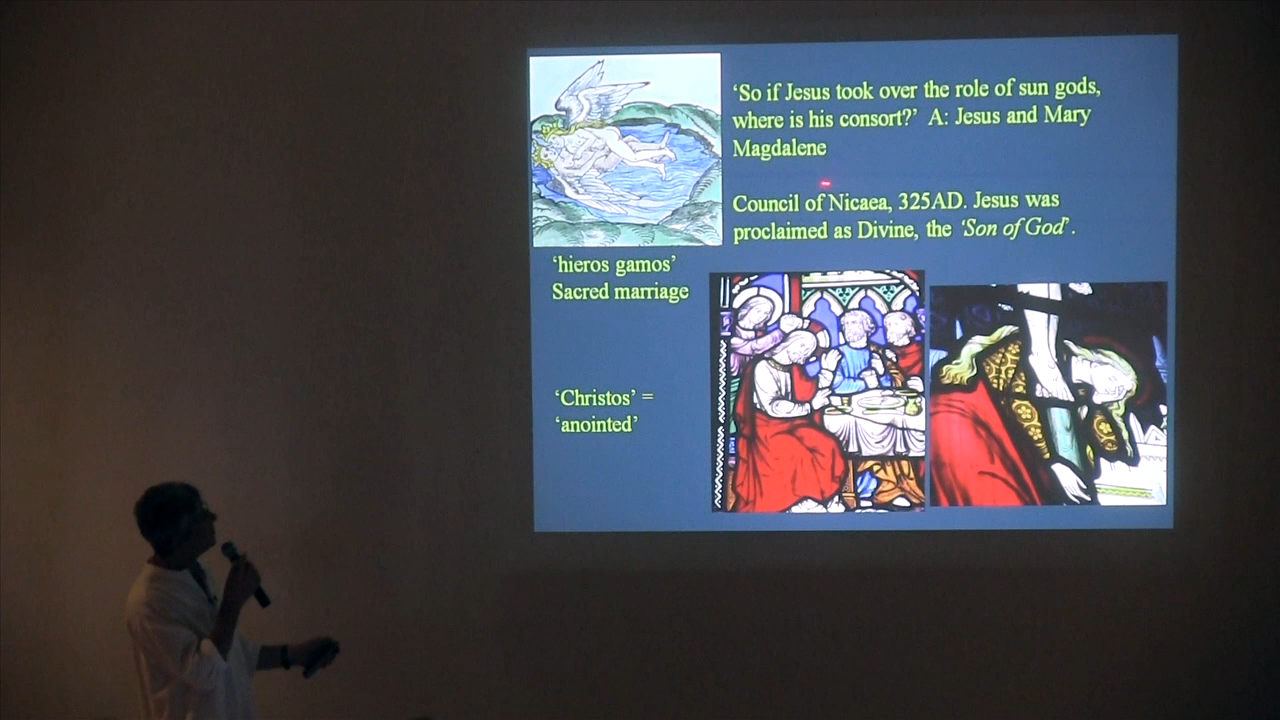 ‘So if Jesus took over the role of sun gods,
where is his consort?’ A: Jesus and Mary
Magdalene
Council of Nicaea, 325AD. Jesus was
proclaimed as Divine, the ‘Son of God’.
‘hieros gamos’
Sacred marriage
‘Christos’ =
‘anointed’